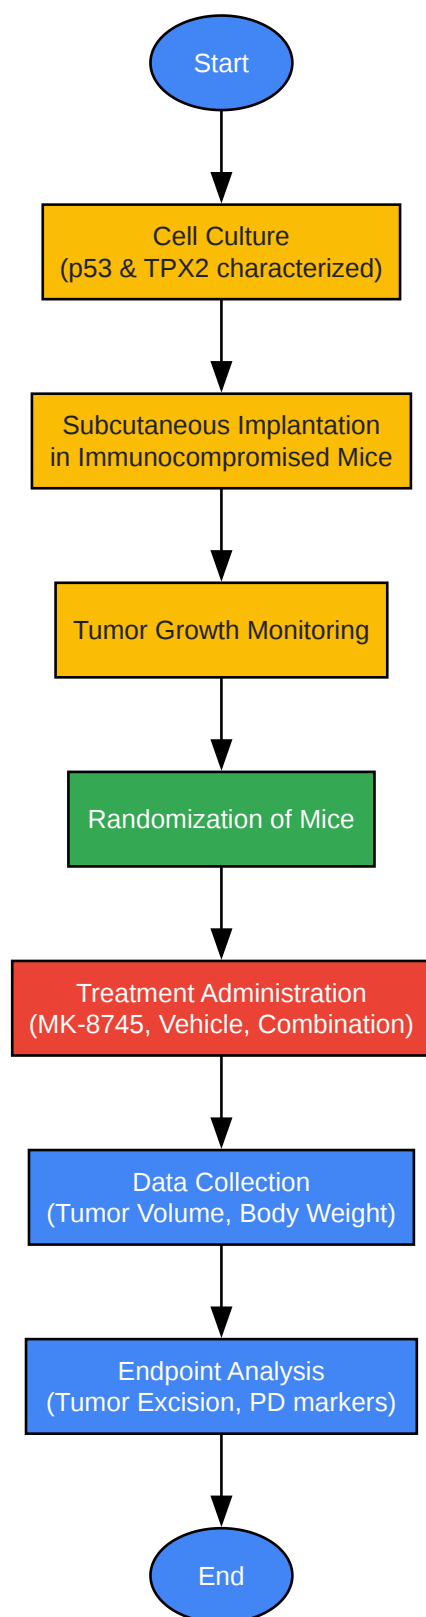 Start
Cell Culture
(p53 & TPX2 characterized)
Subcutaneous Implantation
in Immunocompromised Mice
Tumor Growth Monitoring
Randomization of Mice
Treatment Administration
(MK-8745, Vehicle, Combination)
Data Collection
(Tumor Volume, Body Weight)
Endpoint Analysis
(Tumor Excision, PD markers)
End